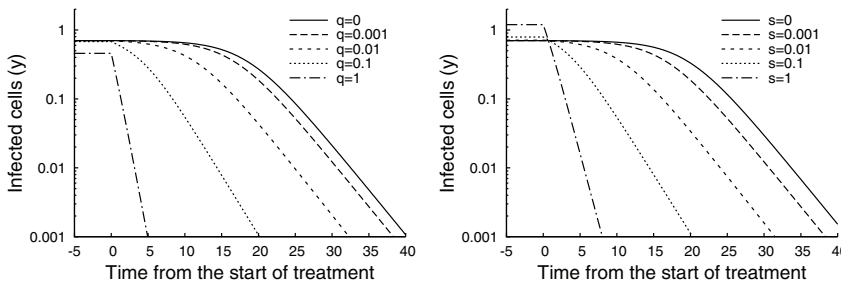 Infected cells (y)
1
0.1
0.01
0.001
q=0
q=0.001
q=0.01
q=0.1
q=1
-5 0 5 10 15 20 25 30 35 40
Time from the start of treatment
Infected cells (y)
1
0.1
0.01
0.001
s=0
s=0.001
s=0.01
s=0.1
s=1
-5 0 5 10 15 20 25 30 35 40
Time from the start of treatment